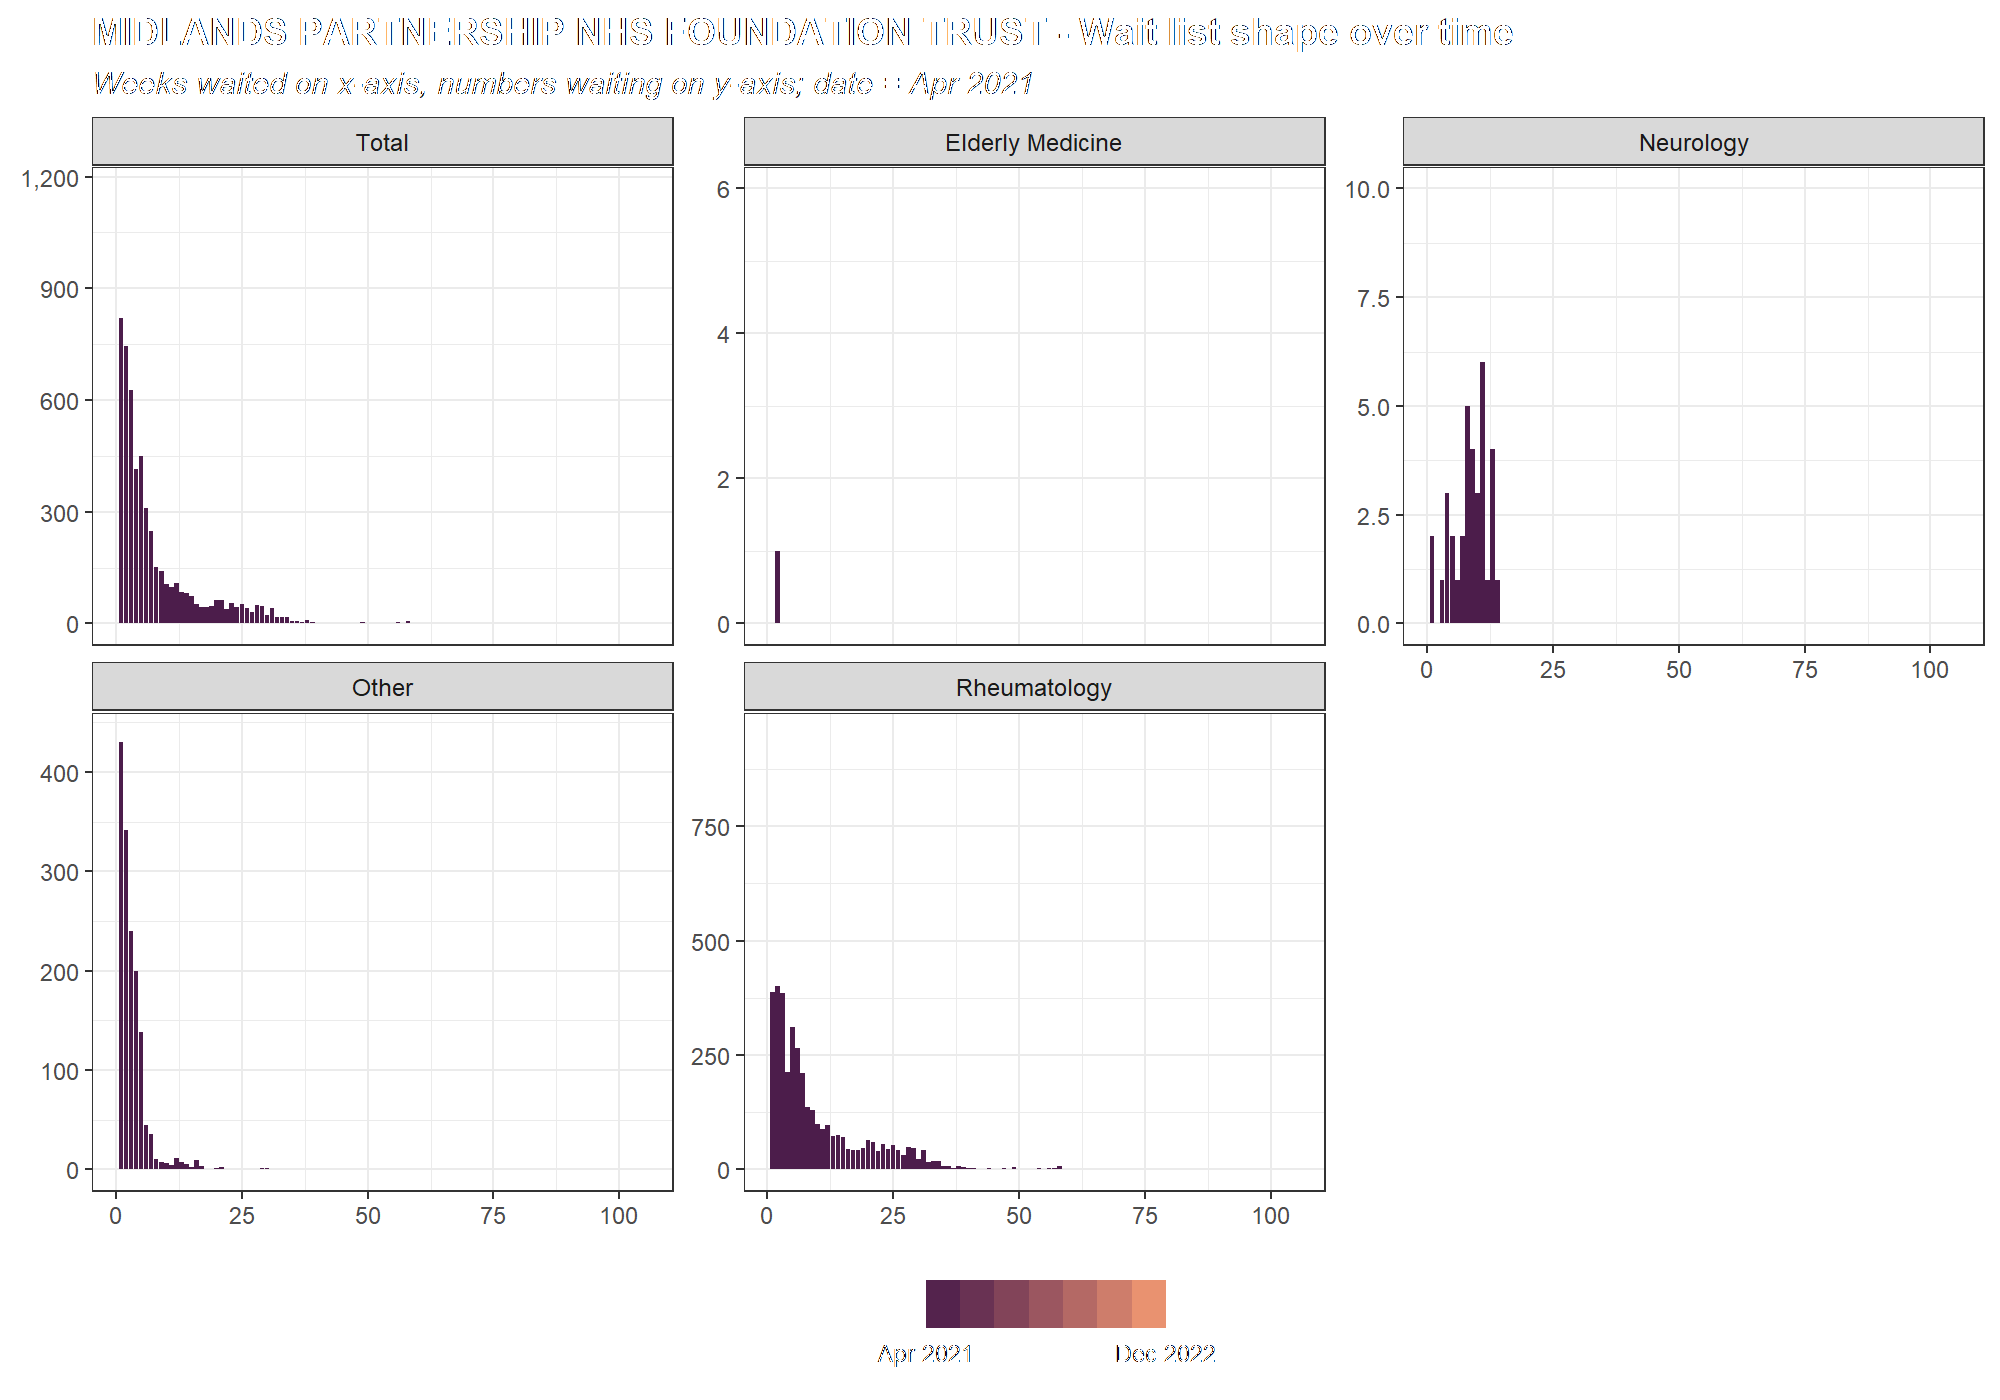 MIDLANDS PARTNERSHIP NHS FOUNDATION TRUST - Wait list shape over time
Weeks waited on x-axis, numbers waiting on y-axis; date = Apr 2021
Total
1,200
900
600
300
0
Elderly Medicine
6
4
2
0
Neurology
10.0
7.5
5.0
2.5
0.0
0 25 50 75 100
Other
400
300
200
100
0
0 25 50 75 100
Rheumatology
750
500
250
0
0 25 50 75 100
Apr 2021 Dec 2022